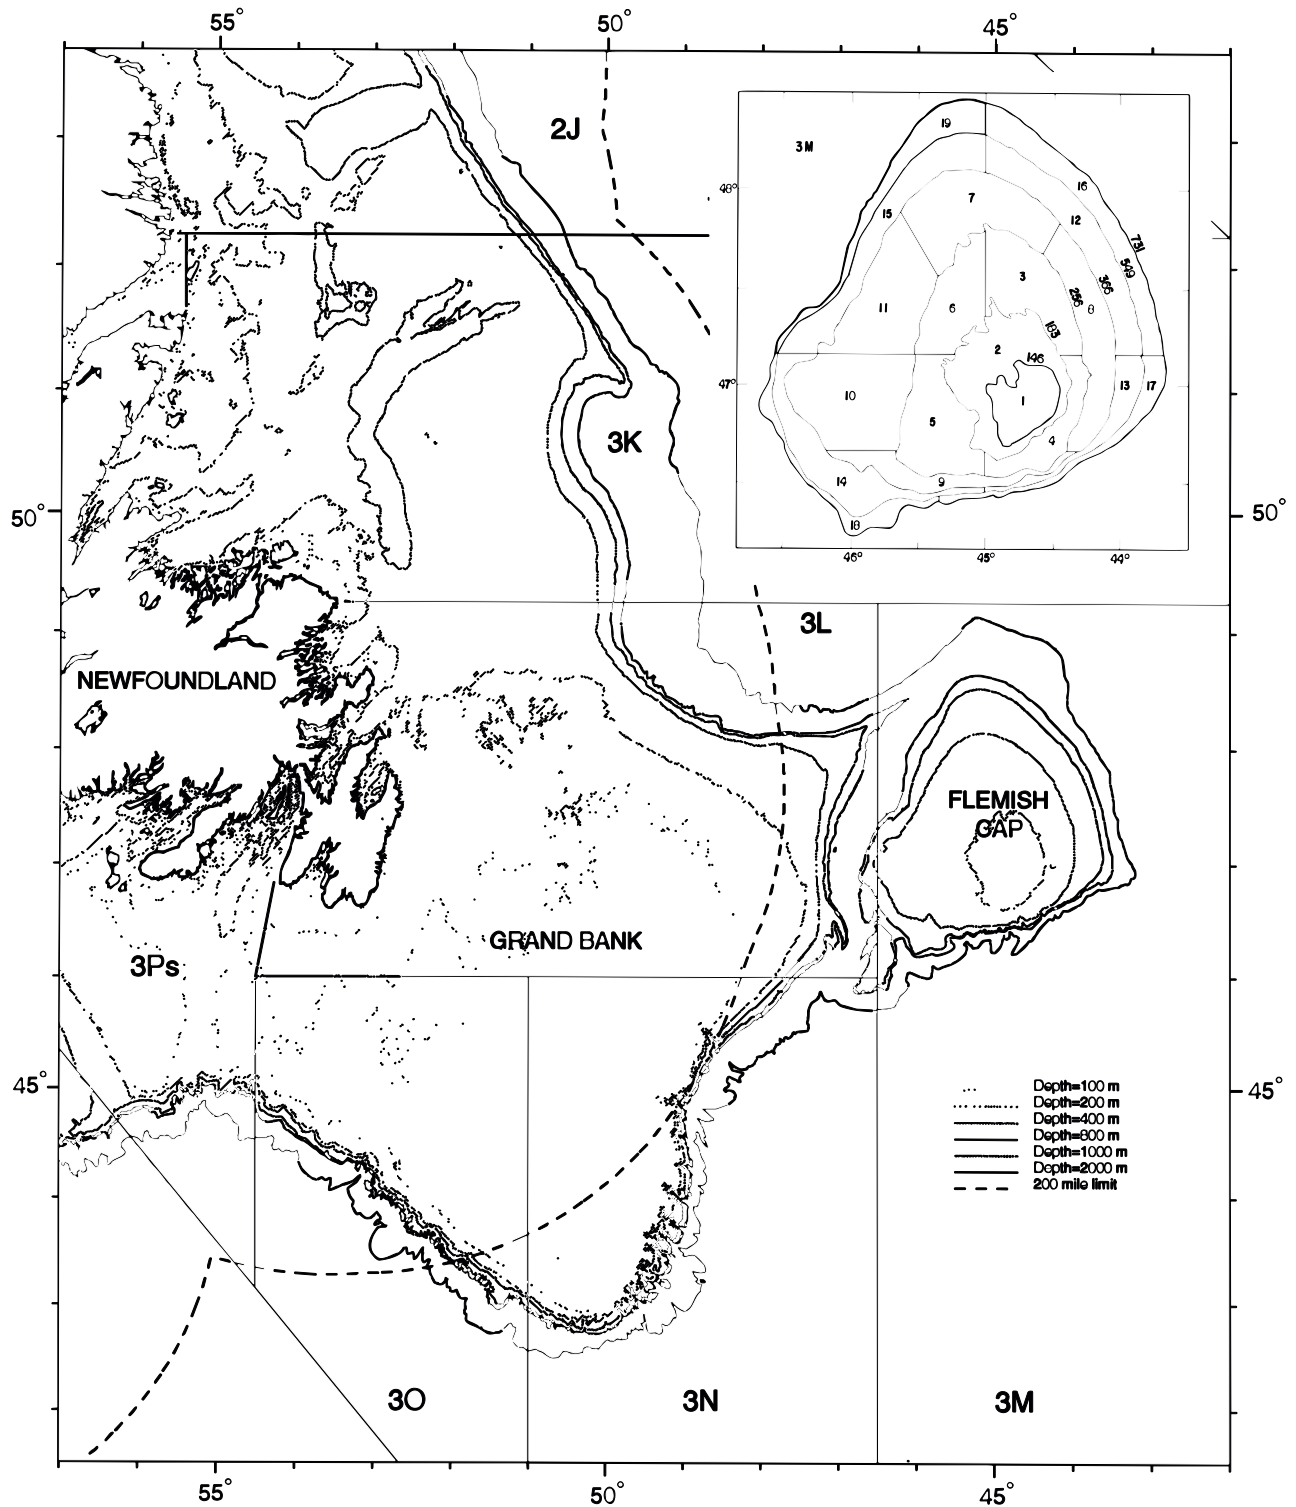 55° 50° 45°
2J
3M
19
48°
16
7
15
12
731
549
3
366
256
11
6
8
183
2
146
47°
13 17
10
1
5
3K
4
14
9
50°
18
50°
46° 45° 44°
3L
NEWFOUNDLAND
FLEMISH
CAP
GRAND BANK
3Ps
45°
45°
Depth=100 m
Depth=200 m
Depth=400 m
Depth=800 m
Depth=1000 m
Depth=2000 m
200 mile limit
3O
3N
3M
55° 50° 45°